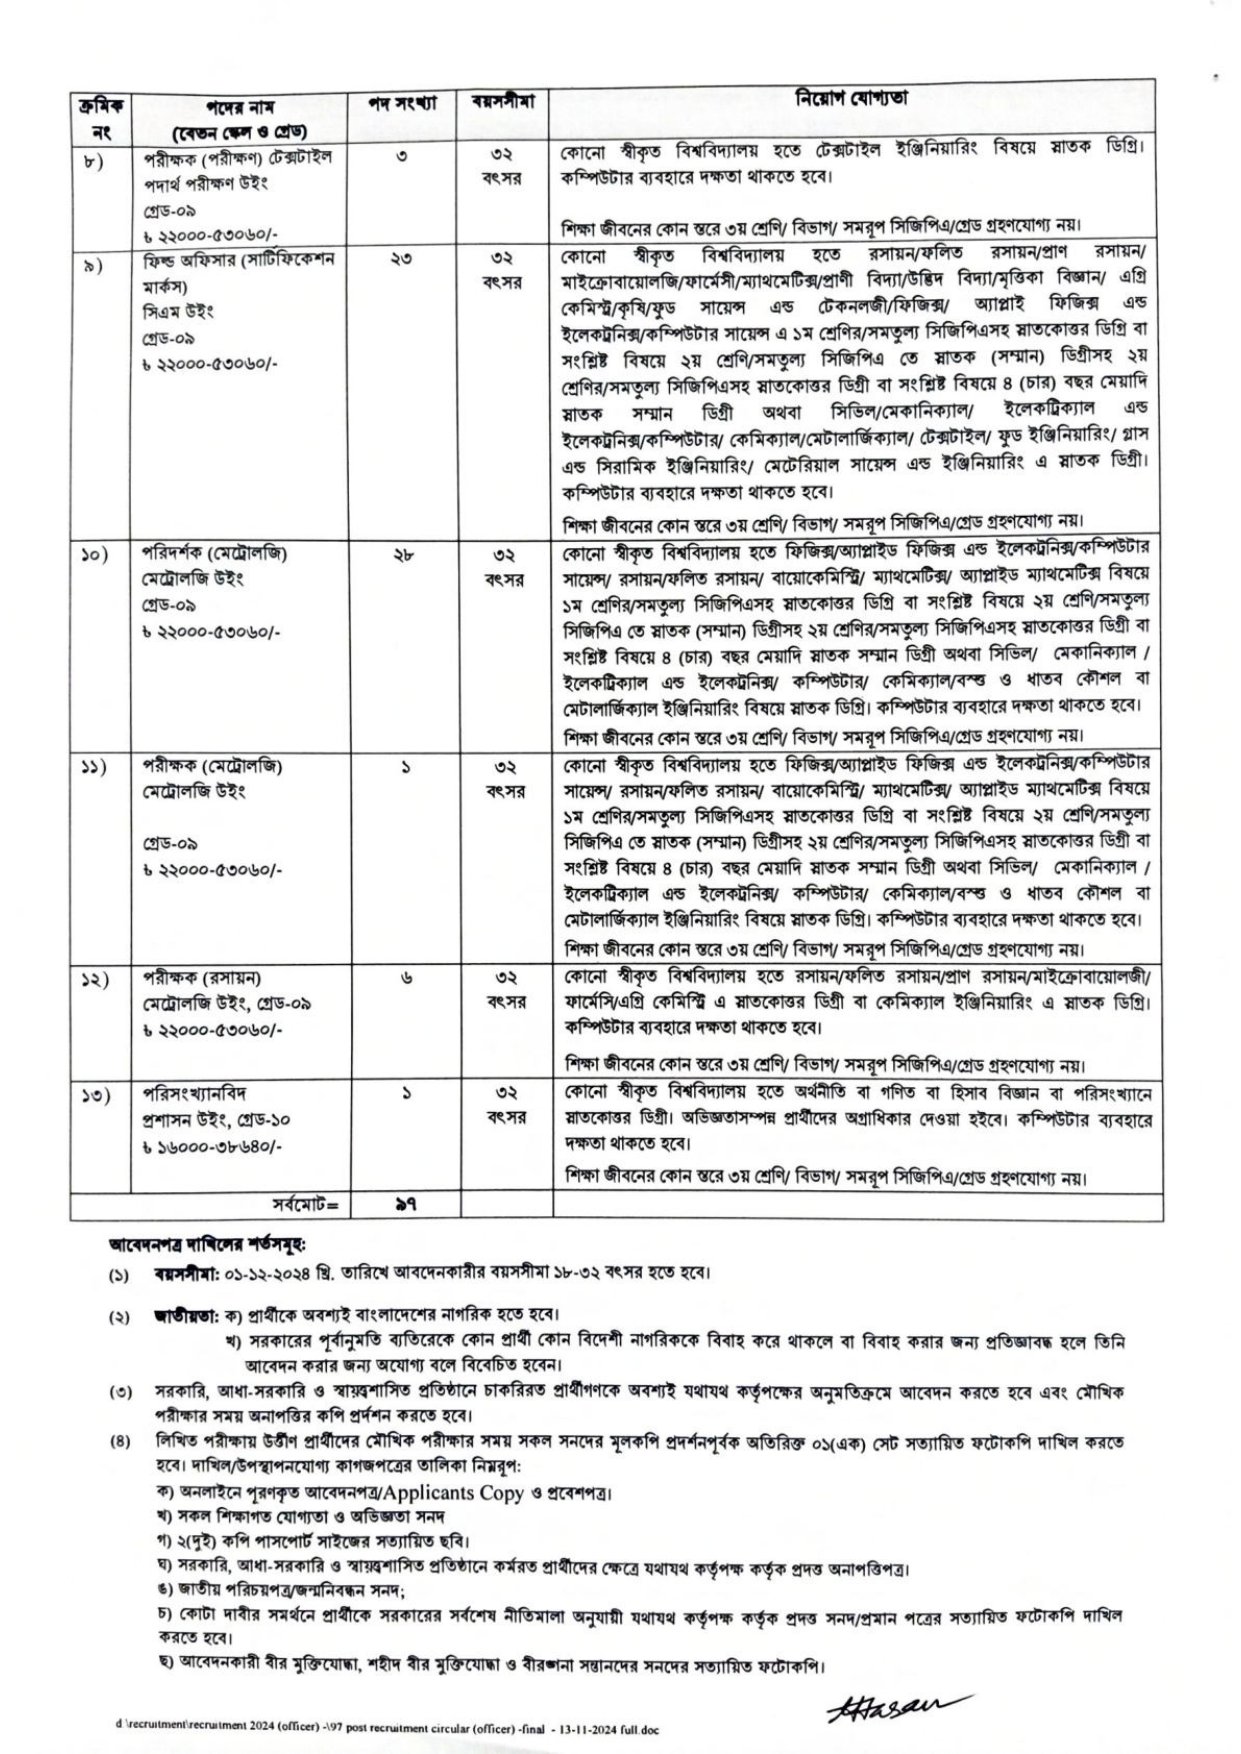 ক্রমিক নং
পদের নাম
(বেতন স্কেল ও গ্রেড)
পদ সংখ্যা
বয়সসীমা
নিয়োগ যোগ্যতা
৮)
পরীক্ষক (পরীক্ষণ) টেক্সটাইল
পদার্থ পরীক্ষণ উইং
গ্রেড-০৯
৳ ২২০০০-৫৩০৬০/-
৩
৩২
বৎসর
কোনো স্বীকৃত বিশ্ববিদ্যালয় হতে টেক্সটাইল ইঞ্জিনিয়ারিং বিষয়ে স্নাতক ডিগ্রি।
কম্পিউটার ব্যবহারে দক্ষতা থাকতে হবে।
শিক্ষা জীবনের কোন স্তরে ৩য় শ্রেণি/ বিভাগ/ সমরূপ সিজিপিএ/গ্রেড গ্রহণযোগ্য নয়।
৯)
ফিল্ড অফিসার (সার্টিফিকেশন
মার্কস)
সিএম উইং
গ্রেড-০৯
৳ ২২০০০-৫৩০৬০/-
২৩
৩২
বৎসর
কোনো স্বীকৃত বিশ্ববিদ্যালয় হতে রসায়ন/ফলিত রসায়ন/প্রাণ রসায়ন/
মাইক্রোবায়োলজি/ফার্মেসী/ম্যাথমেটিক্স/প্রাণী বিদ্যা/উদ্ভিদ বিদ্যা/মৃত্তিকা বিজ্ঞান/ এগ্রি
কেমিস্ট্রি/কৃষি/ফুড সায়েন্স এন্ড টেকনলজী/ফিজিক্স/ অ্যাপ্লাই ফিজিক্স এন্ড
ইলেকট্রনিক্স/কম্পিউটার সায়েন্স এ ১ম শ্রেণির/সমতুল্য সিজিপিএসহ স্নাতকোত্তর ডিগ্রি বা
সংশ্লিষ্ট বিষয়ে ২য় শ্রেণি/সমতুল্য সিজিপিএ তে স্নাতক (সম্মান) ডিগ্রীসহ ২য়
শ্রেণির/সমতুল্য সিজিপিএসহ স্নাতকোত্তর ডিগ্রী বা সংশ্লিষ্ট বিষয়ে ৪ (চার) বছর মেয়াদি
স্নাতক সম্মান ডিগ্রী অথবা সিভিল/মেকানিক্যাল/ ইলেকট্রিক্যাল এন্ড
ইলেকট্রনিক্স/কম্পিউটার/ কেমিক্যাল/মেটালার্জিক্যাল/ টেক্সটাইল/ ফুড ইঞ্জিনিয়ারিং/ গ্লাস
এন্ড সিরামিক ইঞ্জিনিয়ারিং/ মেটেরিয়াল সায়েন্স এন্ড ইঞ্জিনিয়ারিং এ স্নাতক ডিগ্রী।
কম্পিউটার ব্যবহারে দক্ষতা থাকতে হবে।
শিক্ষা জীবনের কোন স্তরে ৩য় শ্রেণি/ বিভাগ/ সমরূপ সিজিপিএ/গ্রেড গ্রহণযোগ্য নয়।
১০)
পরিদর্শক (মেট্রোলজি)
মেট্রোলজি উইং
গ্রেড-০৯
৳ ২২০০০-৫৩০৬০/-
২৮
৩২
বৎসর
কোনো স্বীকৃত বিশ্ববিদ্যালয় হতে ফিজিক্স/অ্যাপ্লাইড ফিজিক্স এন্ড ইলেকট্রনিক্স/কম্পিউটার
সায়েন্স/ রসায়ন/ফলিত রসায়ন/ বায়োকেমিস্ট্রি/ ম্যাথমেটিক্স/ অ্যাপ্লাইড ম্যাথমেটিক্স বিষয়ে
১ম শ্রেণির/সমতুল্য সিজিপিএসহ স্নাতকোত্তর ডিগ্রি বা সংশ্লিষ্ট বিষয়ে ২য় শ্রেণি/সমতুল্য
সিজিপিএ তে স্নাতক (সম্মান) ডিগ্রীসহ ২য় শ্রেণির/সমতুল্য সিজিপিএসহ স্নাতকোত্তর ডিগ্রী বা
সংশ্লিষ্ট বিষয়ে ৪ (চার) বছর মেয়াদি স্নাতক সম্মান ডিগ্রী অথবা সিভিল/ মেকানিক্যাল /
ইলেকট্রিক্যাল এন্ড ইলেকট্রনিক্স/ কম্পিউটার/ কেমিক্যাল/বস্তু ও ধাতব কৌশল বা
মেটালার্জিক্যাল ইঞ্জিনিয়ারিং বিষয়ে স্নাতক ডিগ্রি। কম্পিউটার ব্যবহারে দক্ষতা থাকতে হবে।
শিক্ষা জীবনের কোন স্তরে ৩য় শ্রেণি/ বিভাগ/ সমরূপ সিজিপিএ/গ্রেড গ্রহণযোগ্য নয়।
১১)
পরীক্ষক (মেট্রোলজি)
মেট্রোলজি উইং
গ্রেড-০৯
৳ ২২০০০-৫৩০৬০/-
১
৩২
বৎসর
কোনো স্বীকৃত বিশ্ববিদ্যালয় হতে ফিজিক্স/অ্যাপ্লাইড ফিজিক্স এন্ড ইলেকট্রনিক্স/কম্পিউটার
সায়েন্স/ রসায়ন/ফলিত রসায়ন/ বায়োকেমিস্ট্রি/ ম্যাথমেটিক্স/ অ্যাপ্লাইড ম্যাথমেটিক্স বিষয়ে
১ম শ্রেণির/সমতুল্য সিজিপিএসহ স্নাতকোত্তর ডিগ্রি বা সংশ্লিষ্ট বিষয়ে ২য় শ্রেণি/সমতুল্য
সিজিপিএ তে স্নাতক (সম্মান) ডিগ্রীসহ ২য় শ্রেণির/সমতুল্য সিজিপিএসহ স্নাতকোত্তর ডিগ্রী বা
সংশ্লিষ্ট বিষয়ে ৪ (চার) বছর মেয়াদি স্নাতক সম্মান ডিগ্রী অথবা সিভিল/ মেকানিক্যাল /
ইলেকট্রিক্যাল এন্ড ইলেকট্রনিক্স/ কম্পিউটার/ কেমিক্যাল/বস্তু ও ধাতব কৌশল বা
মেটালার্জিক্যাল ইঞ্জিনিয়ারিং বিষয়ে স্নাতক ডিগ্রি। কম্পিউটার ব্যবহারে দক্ষতা থাকতে হবে।
শিক্ষা জীবনের কোন স্তরে ৩য় শ্রেণি/ বিভাগ/ সমরূপ সিজিপিএ/গ্রেড গ্রহণযোগ্য নয়।
১২)
পরীক্ষক (রসায়ন)
মেট্রোলজি উইং, গ্রেড-০৯
৳ ২২০০০-৫৩০৬০/-
৬
৩২
বৎসর
কোনো স্বীকৃত বিশ্ববিদ্যালয় হতে রসায়ন/ফলিত রসায়ন/প্রাণ রসায়ন/মাইক্রোবায়োলজী/
ফার্মেসি/এগ্রি কেমিস্ট্রি এ স্নাতকোত্তর ডিগ্রী বা কেমিক্যাল ইঞ্জিনিয়ারিং এ স্নাতক ডিগ্রি।
কম্পিউটার ব্যবহারে দক্ষতা থাকতে হবে।
শিক্ষা জীবনের কোন স্তরে ৩য় শ্রেণি/ বিভাগ/ সমরূপ সিজিপিএ/গ্রেড গ্রহণযোগ্য নয়।
১৩)
পরিসংখ্যানবিদ
প্রশাসন উইং, গ্রেড-১০
৳ ১৬০০০-৩৮৬৪০/-
১
৩২
বৎসর
কোনো স্বীকৃত বিশ্ববিদ্যালয় হতে অর্থনীতি বা গণিত বা হিসাব বিজ্ঞান বা পরিসংখ্যানে
স্নাতকোত্তর ডিগ্রী। অভিজ্ঞতাসম্পন্ন প্রার্থীদের অগ্রাধিকার দেওয়া হইবে। কম্পিউটার ব্যবহারে
দক্ষতা থাকতে হবে।
শিক্ষা জীবনের কোন স্তরে ৩য় শ্রেণি/ বিভাগ/ সমরূপ সিজিপিএ/গ্রেড গ্রহণযোগ্য নয়।
সর্বমোট= ৯৭
আবেদনপত্র দাখিলের শর্তসমূহ:
(১) বয়সসীমা: ০১-১২-২০২৪ খ্রি. তারিখে আবদেনকারীর বয়সসীমা ১৮-৩২ বৎসর হতে হবে।
(২) জাতীয়তা: ক) প্রার্থীকে অবশ্যই বাংলাদেশের নাগরিক হতে হবে।
খ) সরকারের পূর্বানুমতি ব্যতিরেকে কোন প্রার্থী কোন বিদেশী নাগরিককে বিবাহ করে থাকলে বা বিবাহ করার জন্য প্রতিজ্ঞাবদ্ধ হলে তিনি
আবেদন করার জন্য অযোগ্য বলে বিবেচিত হবেন।
(৩) সরকারি, আধা-সরকারি ও স্বায়ত্বশাসিত প্রতিষ্ঠানে চাকরিরত প্রার্থীগণকে অবশ্যই যথাযথ কর্তৃপক্ষের অনুমতিক্রমে আবেদন করতে হবে এবং মৌখিক
পরীক্ষার সময় অনাপত্তির কপি প্রর্দশন করতে হবে।
(৪) লিখিত পরীক্ষায় উর্ত্তীণ প্রার্থীদের মৌখিক পরীক্ষার সময় সকল সনদের মূলকপি প্রদর্শনপূর্বক অতিরিক্ত ০১(এক) সেট সত্যায়িত ফটোকপি দাখিল করতে
হবে। দাখিল/উপস্থাপনযোগ্য কাগজপত্রের তালিকা নিম্নরূপ:
ক) অনলাইনে পূরণকৃত আবেদনপত্র/Applicants Copy ও প্রবেশপত্র।
খ) সকল শিক্ষাগত যোগ্যতা ও অভিজ্ঞতা সনদ
গ) ২(দুই) কপি পাসপোর্ট সাইজের সত্যায়িত ছবি।
ঘ) সরকারি, আধা-সরকারি ও স্বায়ত্বশাসিত প্রতিষ্ঠানে কর্মরত প্রার্থীদের ক্ষেত্রে যথাযথ কর্তৃপক্ষ কর্তৃক প্রদত্ত অনাপত্তিপত্র।
ঙ) জাতীয় পরিচয়পত্র/জন্মনিবন্ধন সনদ;
চ) কোটা দাবীর সমর্থনে প্রার্থীকে সরকারের সর্বশেষ নীতিমালা অনুযায়ী যথাযথ কর্তৃপক্ষ কর্তৃক প্রদত্ত সনদ/প্রমান পত্রের সত্যায়িত ফটোকপি দাখিল
করতে হবে।
ছ) আবেদনকারী বীর মুক্তিযোদ্ধা, শহীদ বীর মুক্তিযোদ্ধা ও বীরঙ্গনা সন্তানদের সনদের সত্যায়িত ফটোকপি।
d \recruitment\recruitment 2024 (officer) -\97 post recruitment circular (officer) -final - 13-11-2024 full.doc